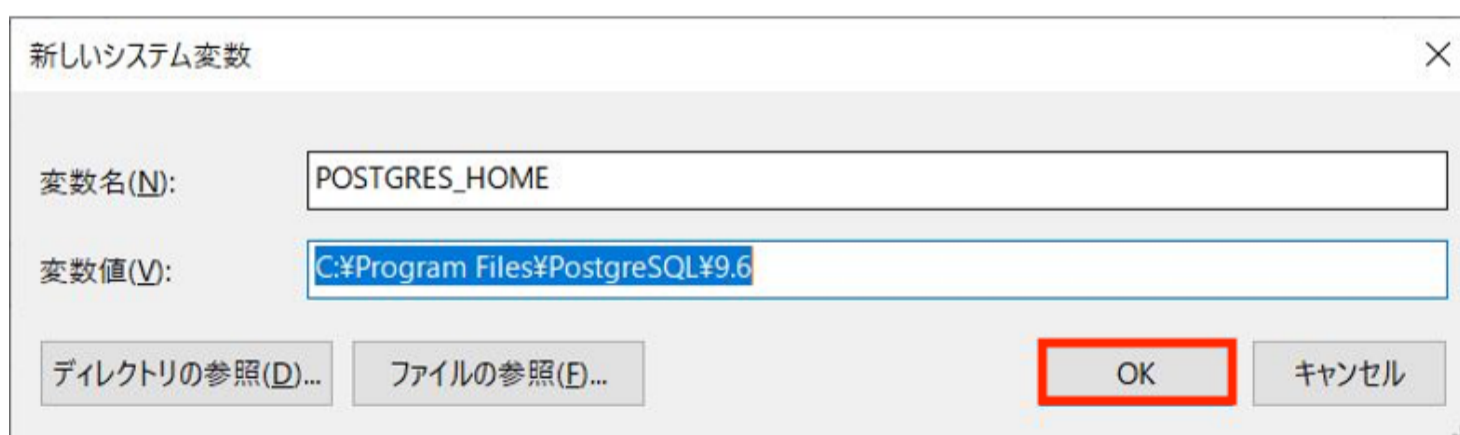 新しいシステム変数
変数名(N):
POSTGRES_HOME
変数値(V):
C:¥Program Files¥PostgreSQL¥9.6
ディレクトリの参照(D)...
ファイルの参照(F)...
OK
キャンセル